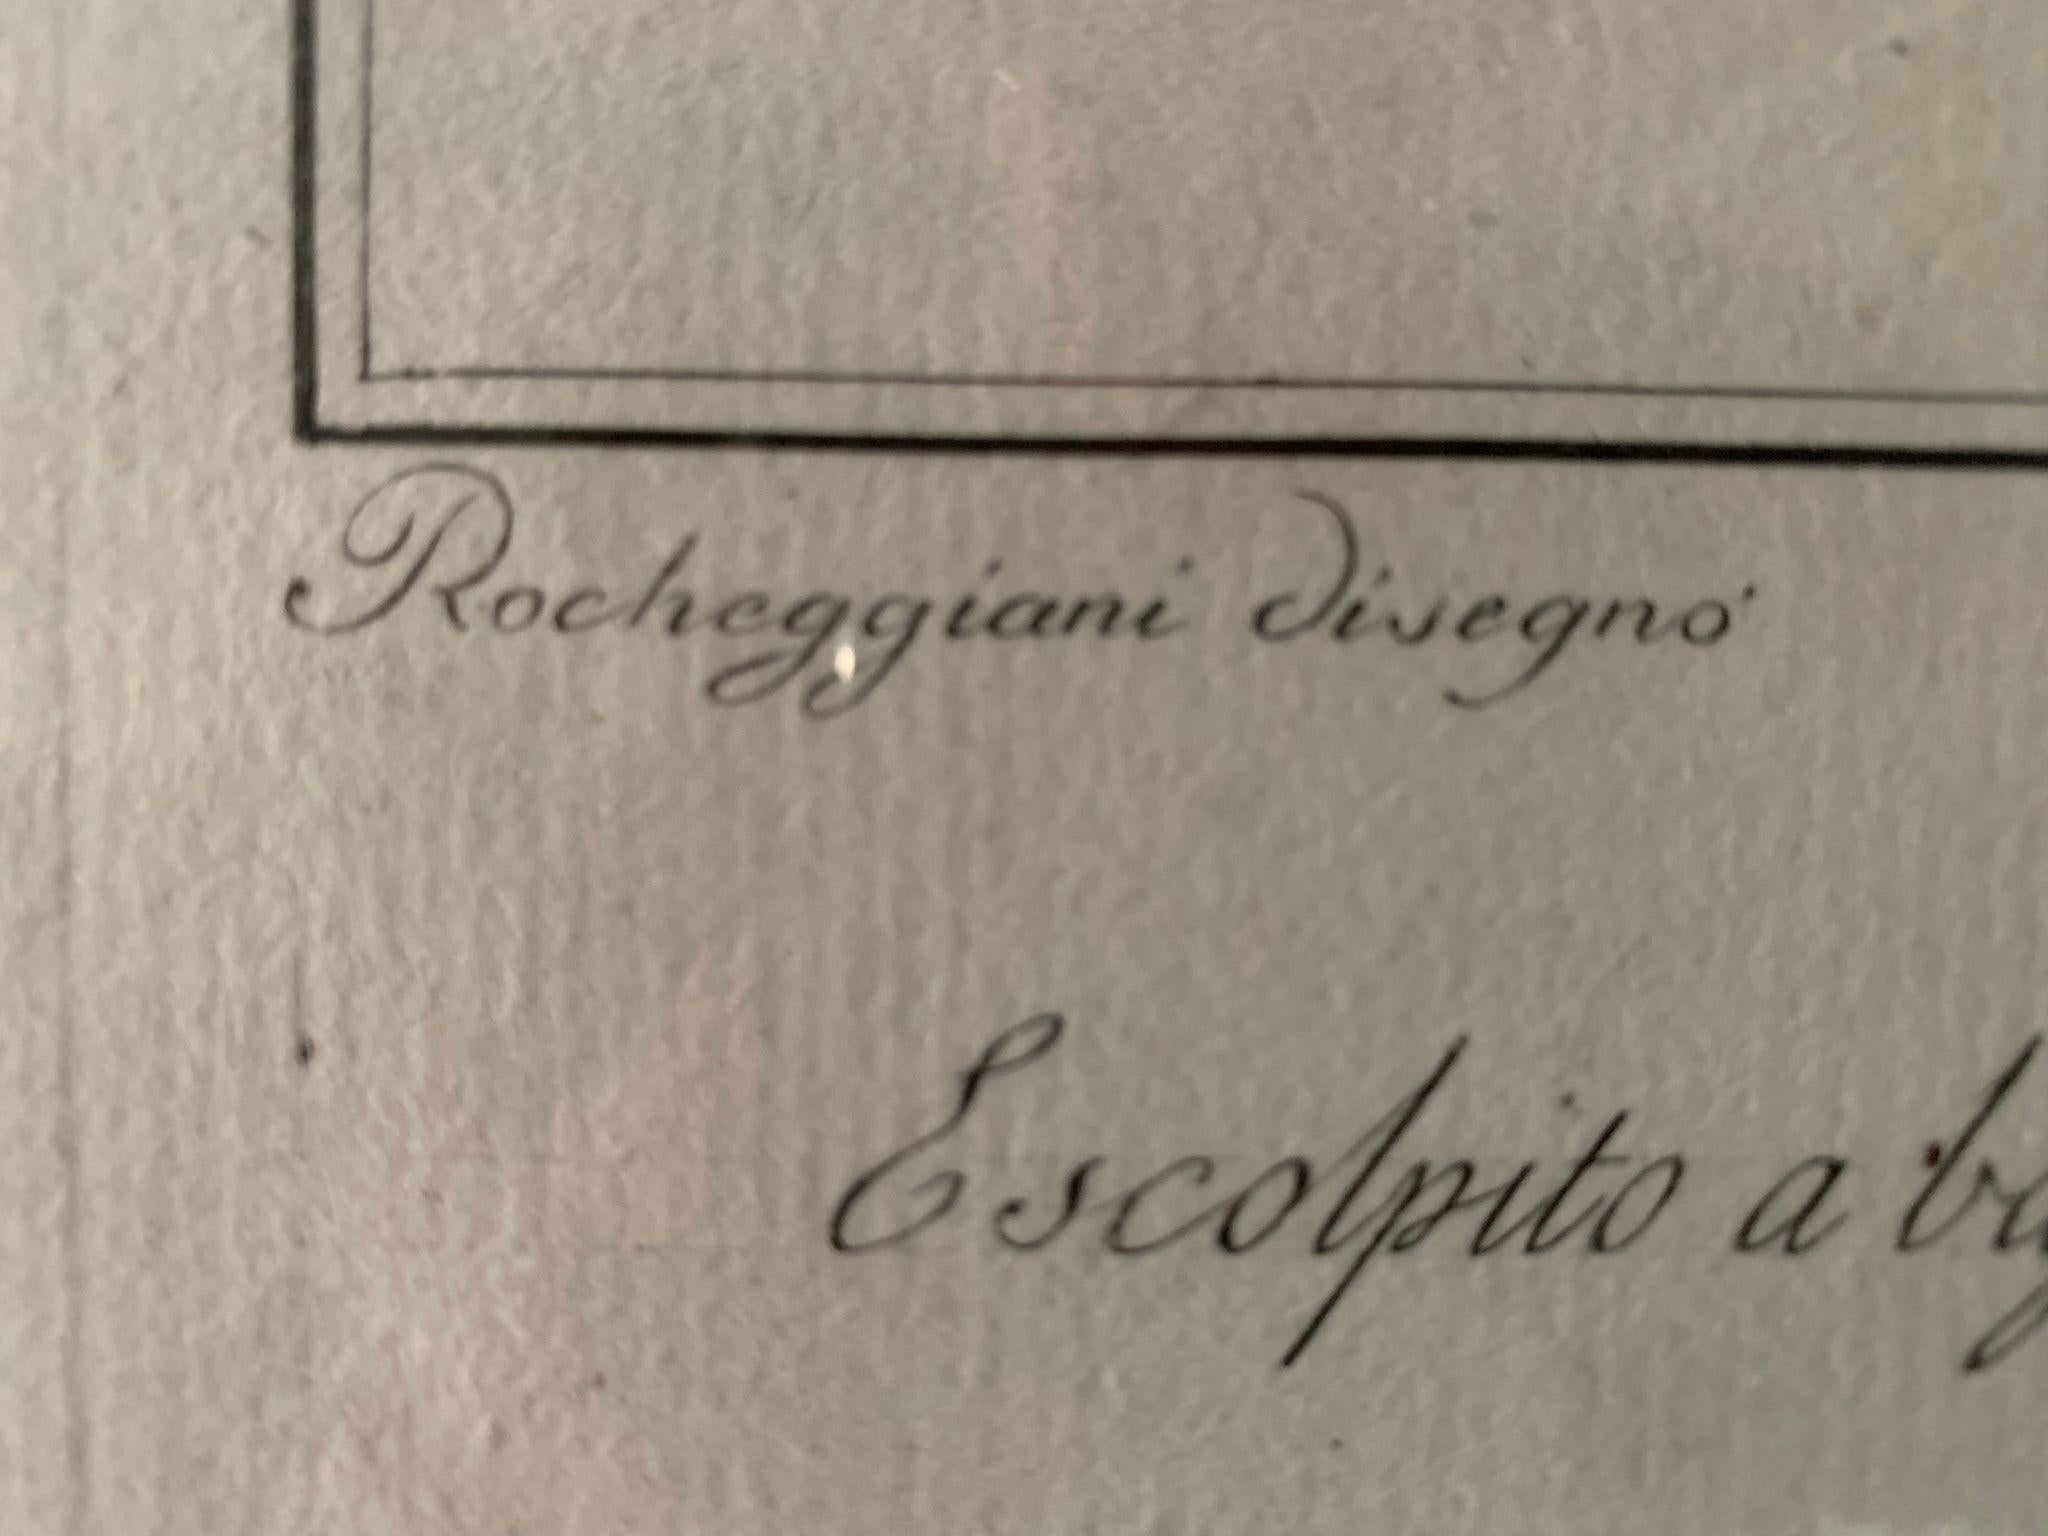 Rocheggiani disegnò
Escolpito a